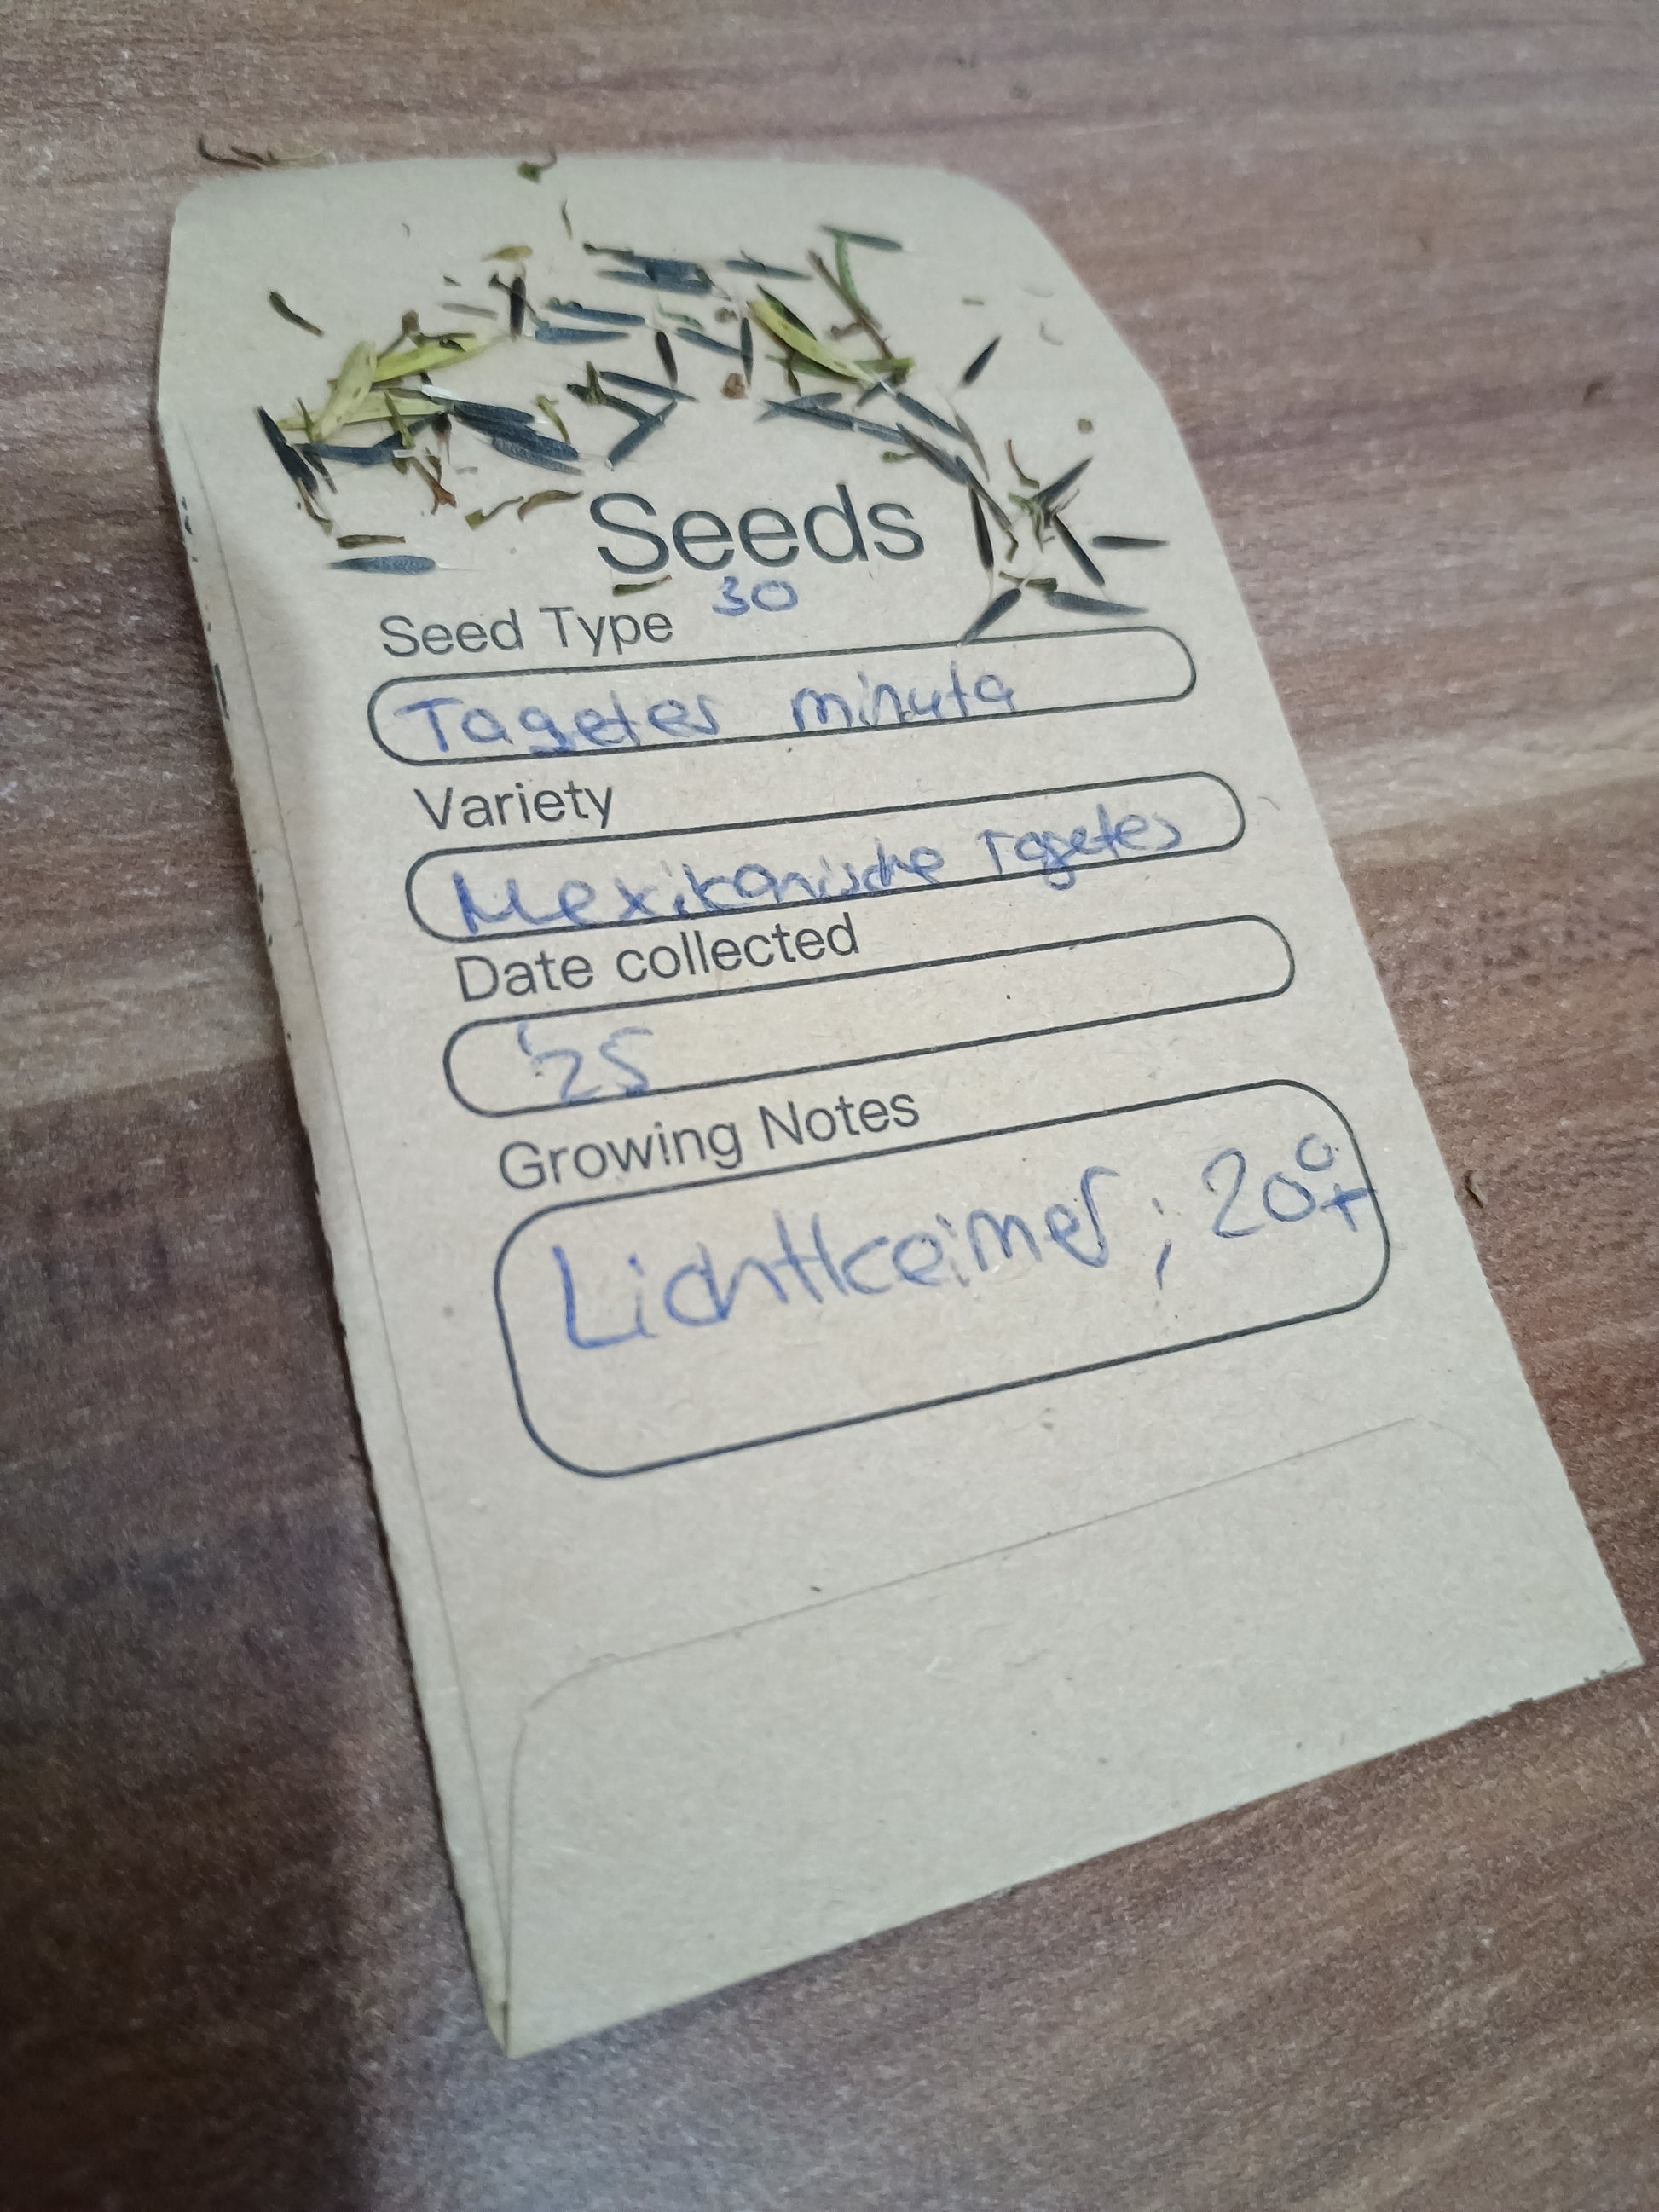 Seeds
30
Seed Type
Tagetes minuta
Variety
Mexikanische Tagetes
Date collected
'25
Growing Notes
Lichtkeimer; 20°+